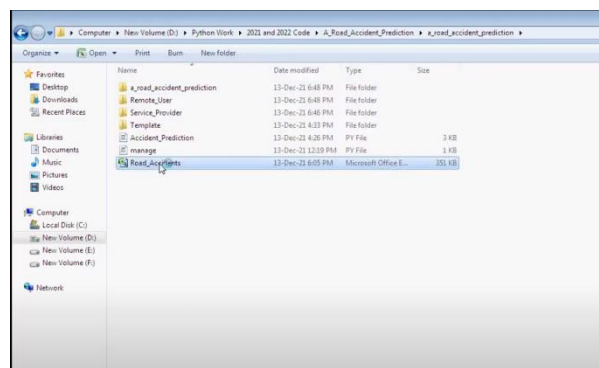 Computer ▸ New Volume (D:) ▸ Python Work ▸ 2021 and 2022 Code ▸ A_Road_Accident_Prediction ▸ a_road_accident_prediction ▸
Organize Open Print Burn New folder
Name Date modified Type Size
Favorites
Desktop
Downloads
Recent Places
Libraries
Documents
Music
Pictures
Videos
Computer
Local Disk (C:)
New Volume (D:)
New Volume (E:)
New Volume (F:)
Network
a_road_accident_prediction 13-Dec-21 6:48 PM File folder
Remote_User 13-Dec-21 6:48 PM File folder
Service_Provider 13-Dec-21 6:46 PM File folder
Template 13-Dec-21 4:33 PM File folder
Accident_Prediction 13-Dec-21 4:26 PM PY File 3 KB
manage 13-Dec-21 12:19 PM PY File 1 KB
Road_Accidents 13-Dec-21 6:05 PM Microsoft Office E... 351 KB